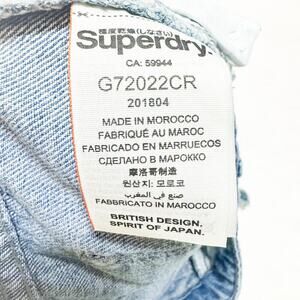 極度乾燥(しなさい)
Superdry.
CA: 59944
G72022CR
201804
MADE IN MOROCCO
FABRIQUÉ AU MAROC
FABRICADO EN MARRUECOS
СДЕЛАНО В МАРОККО
摩洛哥制造
원산지: 모로코
صنع في المغرب
FABBRICATO IN MAROCCO
BRITISH DESIGN,
SPIRIT OF JAPAN.